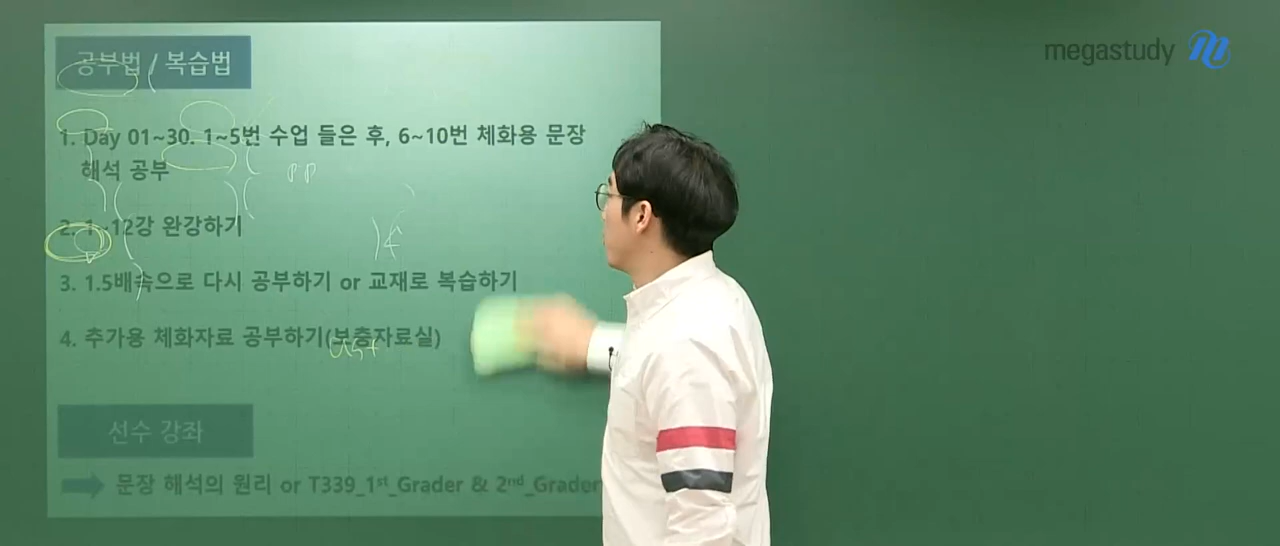 megastudy
공부법 / 복습법
1. Day 01~30. 1~5번 수업 들은 후, 6~10번 체화용 문장
해석 공부
2. 1~12강 완강하기
3. 1.5배속으로 다시 공부하기 or 교재로 복습하기
4. 추가용 체화자료 공부하기(보충자료실)
선수 강좌
문장 해석의 원리 or T339_1st_Grader & 2nd_Grader